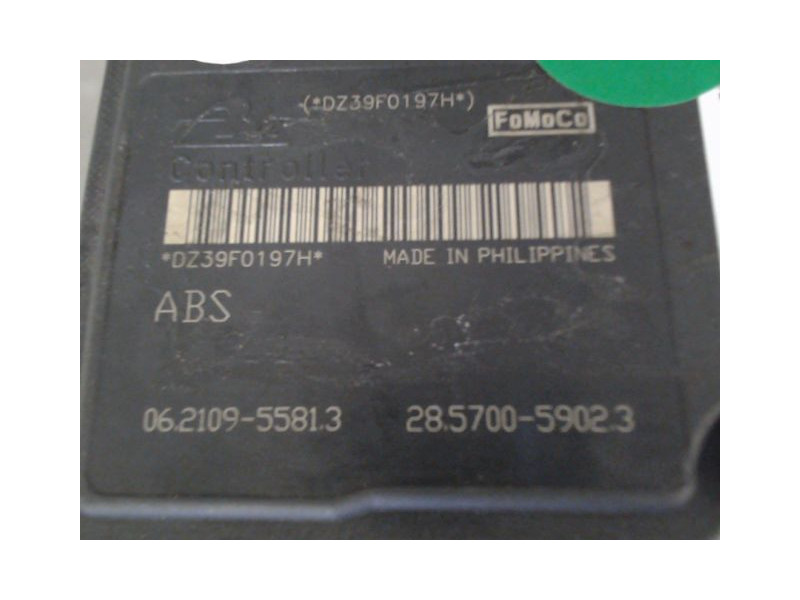 (*DZ39F0197H*)
FoMoCo
Controller
*DZ39F0197H*
MADE IN PHILIPPINES
ABS
06.2109-5581.3
28.5700-5902.3